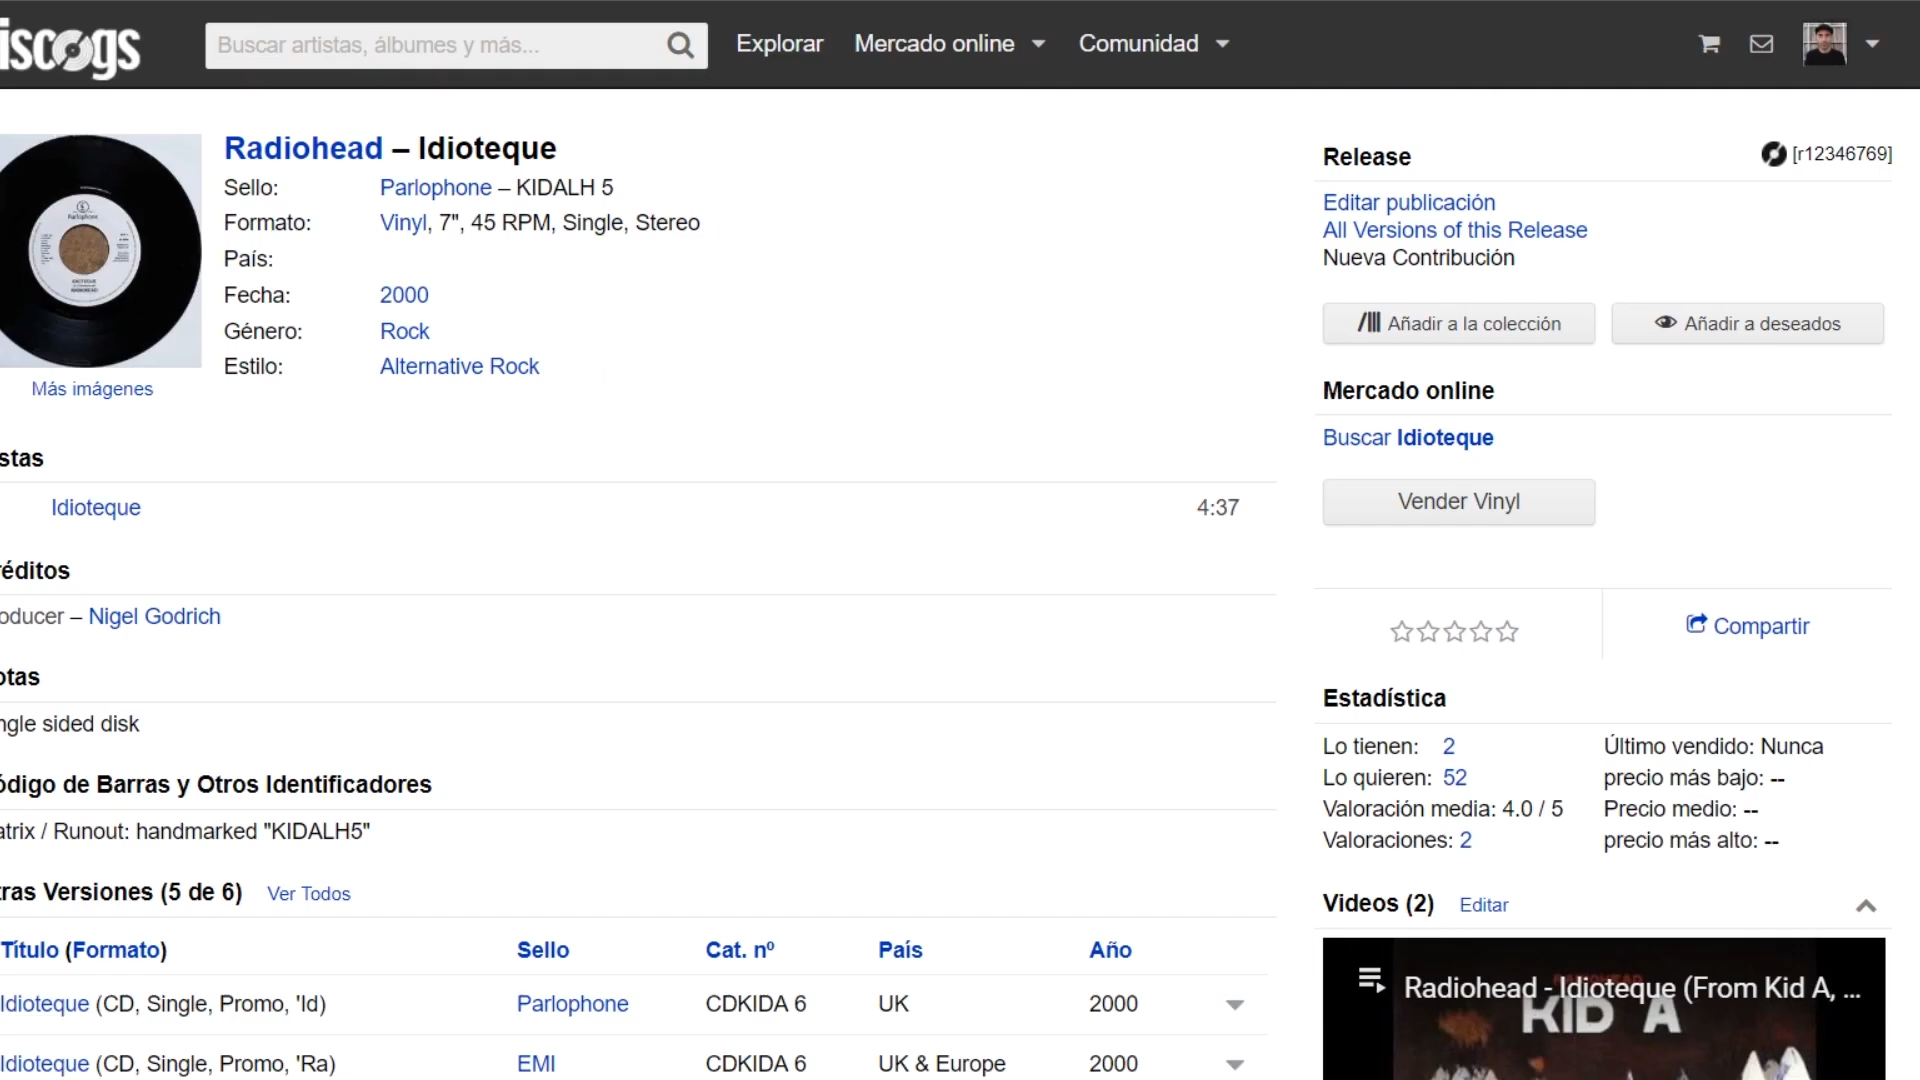 iscogs
Buscar artistas, álbumes y más...
Explorar
Mercado online
Comunidad
Radiohead – Idioteque
Sello: Parlophone – KIDALH 5
Formato: Vinyl, 7", 45 RPM, Single, Stereo
País:
Fecha: 2000
Género: Rock
Estilo: Alternative Rock
Más imágenes
stas
Idioteque 4:37
réditos
oducer – Nigel Godrich
otas
ngle sided disk
ódigo de Barras y Otros Identificadores
atrix / Runout: handmarked "KIDALH5"
tras Versiones (5 de 6) Ver Todos
Título (Formato) Sello Cat. nº País Año
Idioteque (CD, Single, Promo, 'Id) Parlophone CDKIDA 6 UK 2000
Idioteque (CD, Single, Promo, 'Ra) EMI CDKIDA 6 UK & Europe 2000
Release [r12346769]
Editar publicación
All Versions of this Release
Nueva Contribución
Añadir a la colección
Añadir a deseados
Mercado online
Buscar Idioteque
Vender Vinyl
Compartir
Estadística
Lo tienen: 2
Lo quieren: 52
Valoración media: 4.0 / 5
Valoraciones: 2
Último vendido: Nunca
precio más bajo: --
Precio medio: --
precio más alto: --
Videos (2) Editar
Radiohead - Idioteque (From Kid A, ...
KID A